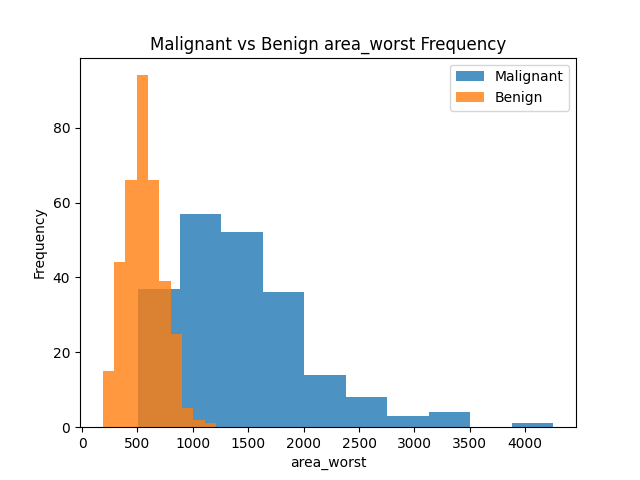 Malignant vs Benign area_worst Frequency
Malignant
Benign
Frequency
80
60
40
20
0
0 500 1000 1500 2000 2500 3000 3500 4000
area_worst